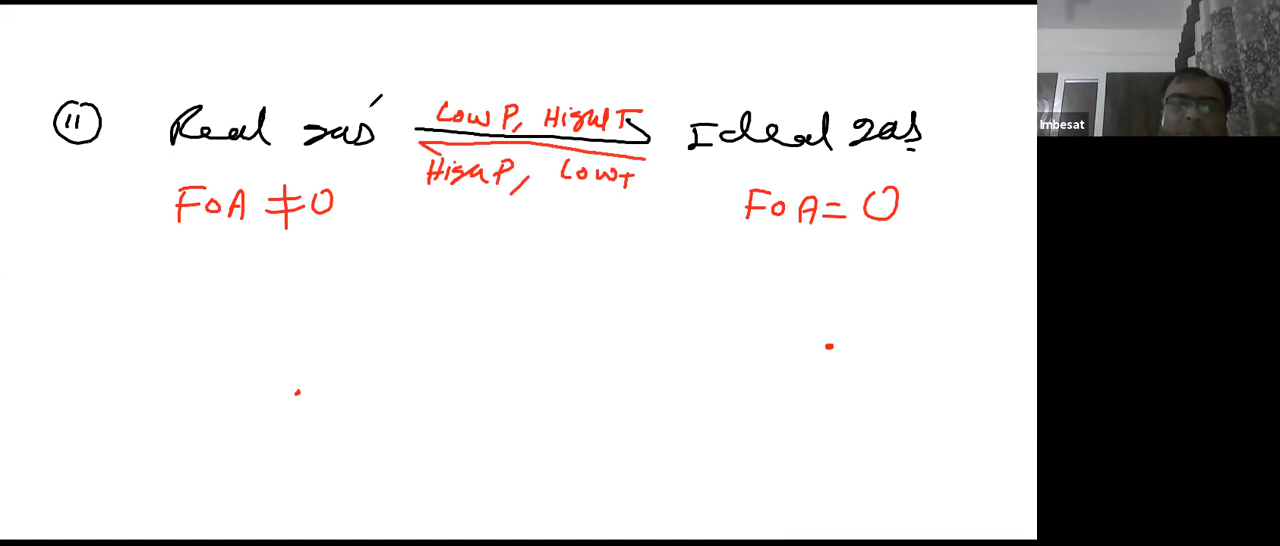 (11) Real gas Low P, High T Ideal gas
High P, Low T
FOA ≠ 0 FOA = 0
Imbesat